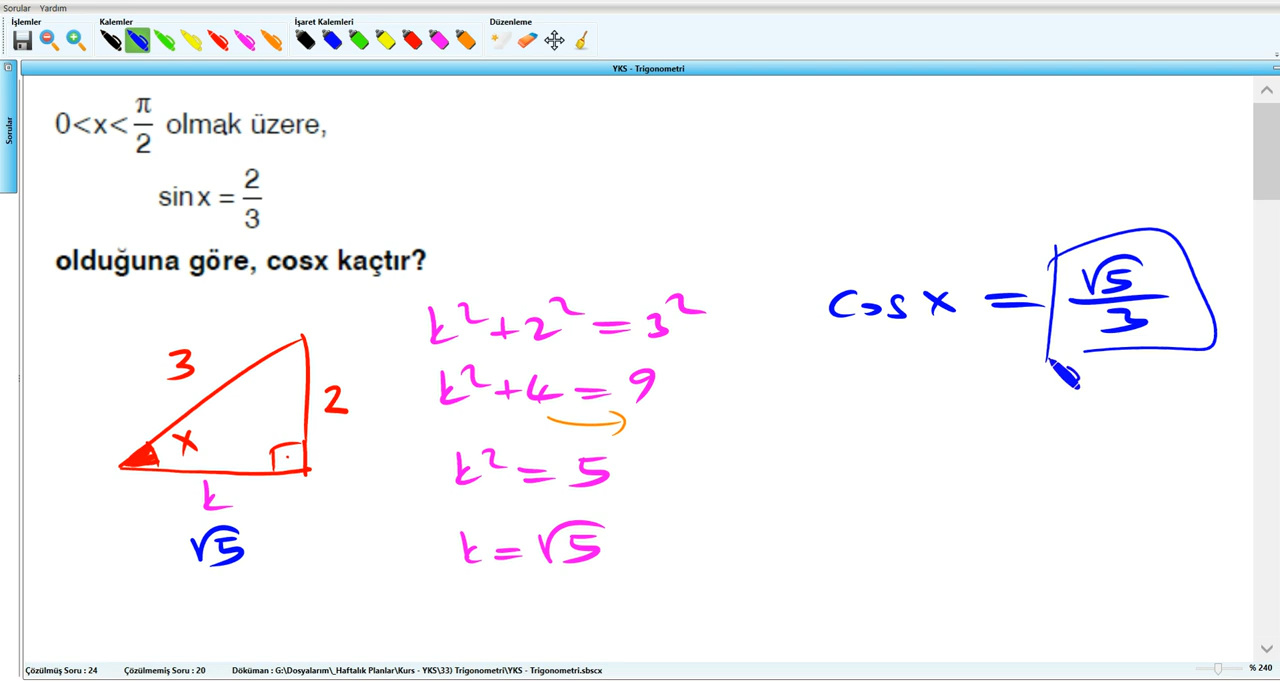 Sorular Yardım
İşlemler Kalemler İşaret Kalemleri Düzenleme
YKS - Trigonometri
Sorular
0<x<π/2 olmak üzere,
sinx = 2/3
olduğuna göre, cosx kaçtır?
3
2
x
k
√5
k²+2²=3²
k²+4=9
k²=5
k=√5
cosx = √5/3
Çözülmüş Soru : 24 Çözülmemiş Soru : 20 Döküman : G:\Dosyalarım\_Haftalık Planlar\Kurs - YKS\33) Trigonometri\YKS - Trigonometri.sbscx % 240